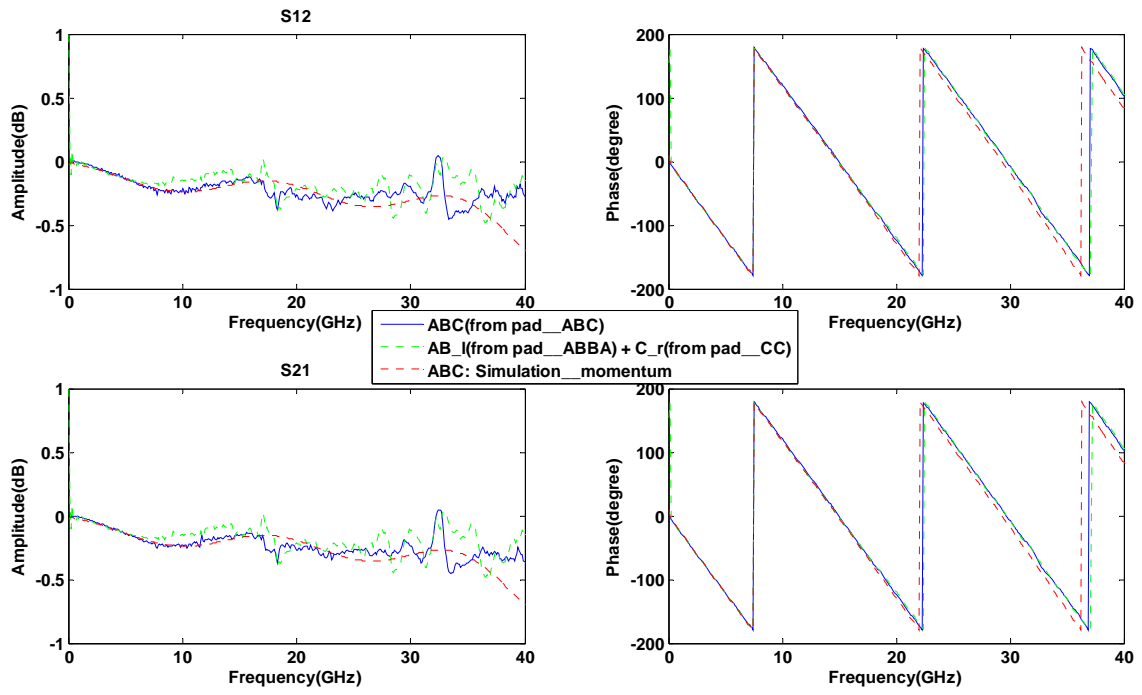 S12
1
0.5
0
-0.5
-1
Amplitude(dB)
0 10 20 30 40
Frequency(GHz)
200
100
0
-100
-200
Phase(degree)
0 10 20 30 40
Frequency(GHz)
ABC(from pad__ABC)
AB_l(from pad__ABBA) + C_r(from pad__CC)
ABC: Simulation__momentum
S21
1
0.5
0
-0.5
-1
Amplitude(dB)
0 10 20 30 40
Frequency(GHz)
200
100
0
-100
-200
Phase(degree)
0 10 20 30 40
Frequency(GHz)